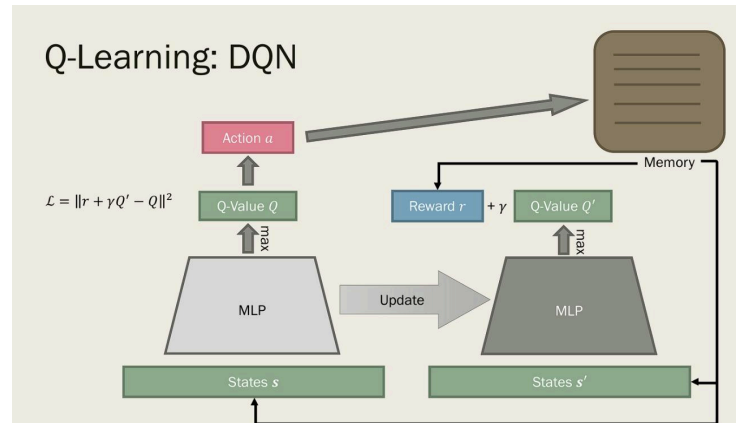 Q-Learning: DQN
Action a
Memory
ℒ = ‖r + γQ′ − Q‖²
Q-Value Q
Reward r
+ γ
Q-Value Q′
max
max
MLP
Update
MLP
States s
States s′